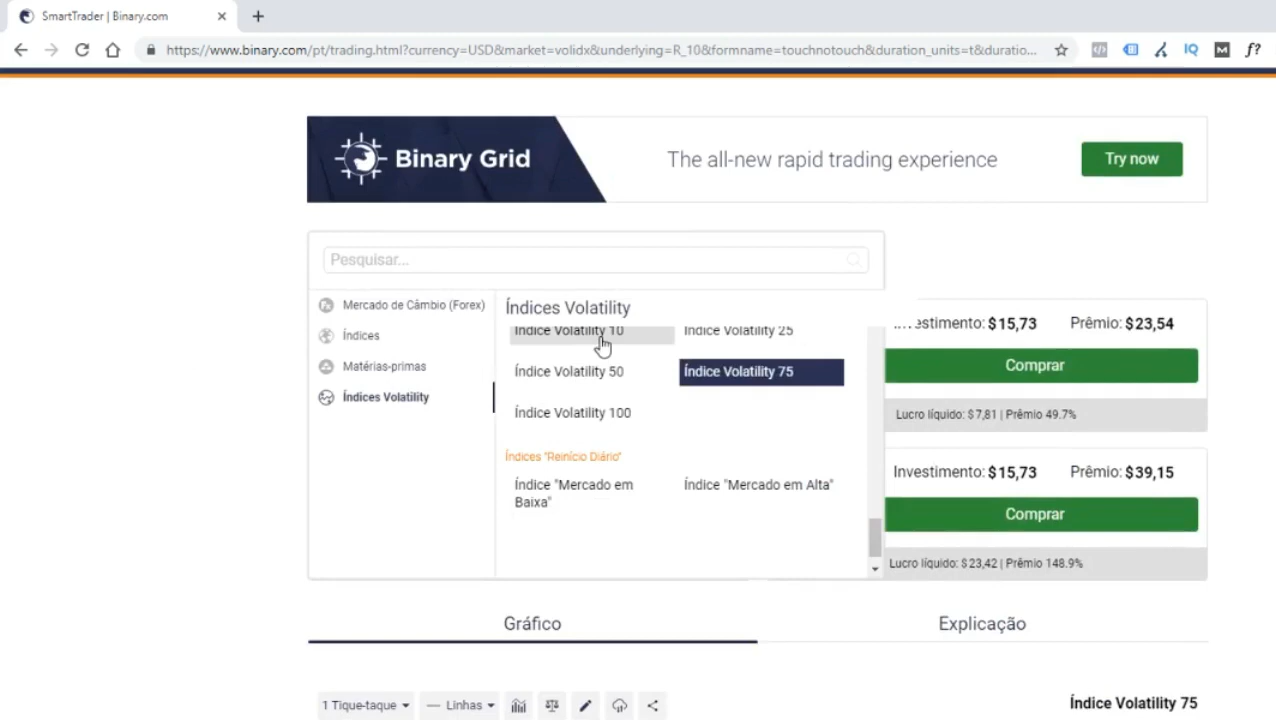 SmartTrader | Binary.com
https://www.binary.com/pt/trading.html?currency=USD&market=volidx&underlying=R_10&formname=touchnotouch&duration_units=t&duratio...
IQ
M
f?
Binary Grid
The all-new rapid trading experience
Try now
Pesquisar...
Mercado de Câmbio (Forex)
Índices
Matérias-primas
Índices Volatility
Índices Volatility
Índice Volatility 10
Índice Volatility 25
Índice Volatility 50
Índice Volatility 75
Índice Volatility 100
Índices "Reinício Diário"
Índice "Mercado em
Baixa"
Índice "Mercado em Alta"
Investimento: $15,73
Prêmio: $23,54
Comprar
Lucro líquido: $7,81 | Prêmio 49.7%
Investimento: $15,73
Prêmio: $39,15
Comprar
Lucro líquido: $23,42 | Prêmio 148.9%
Gráfico
Explicação
1 Tique-taque
Linhas
Índice Volatility 75